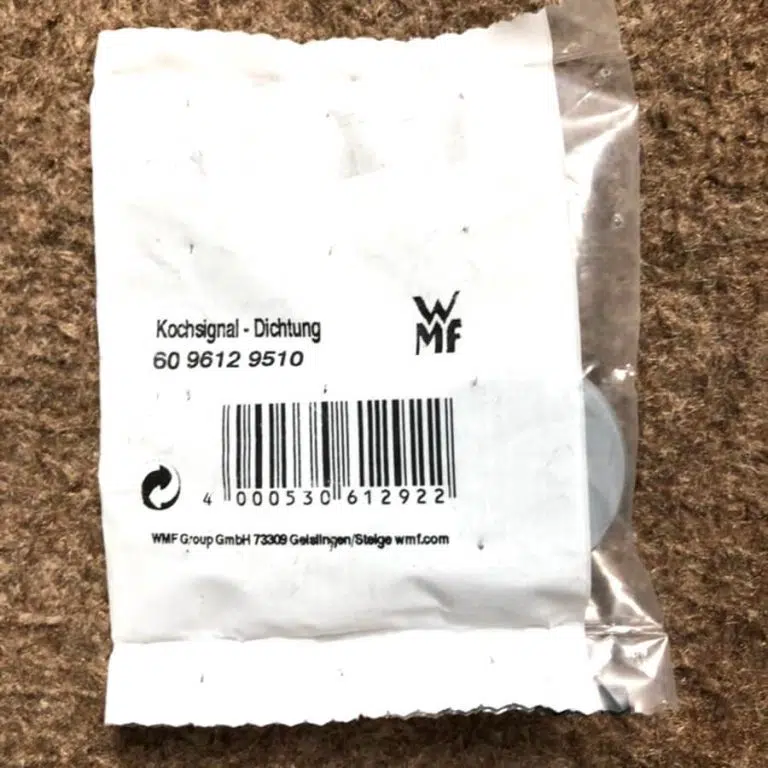 WMF
Kochsignal - Dichtung
60 9612 9510
4 000530 612922
WMF Group GmbH 73309 Geislingen/Steige wmf.com